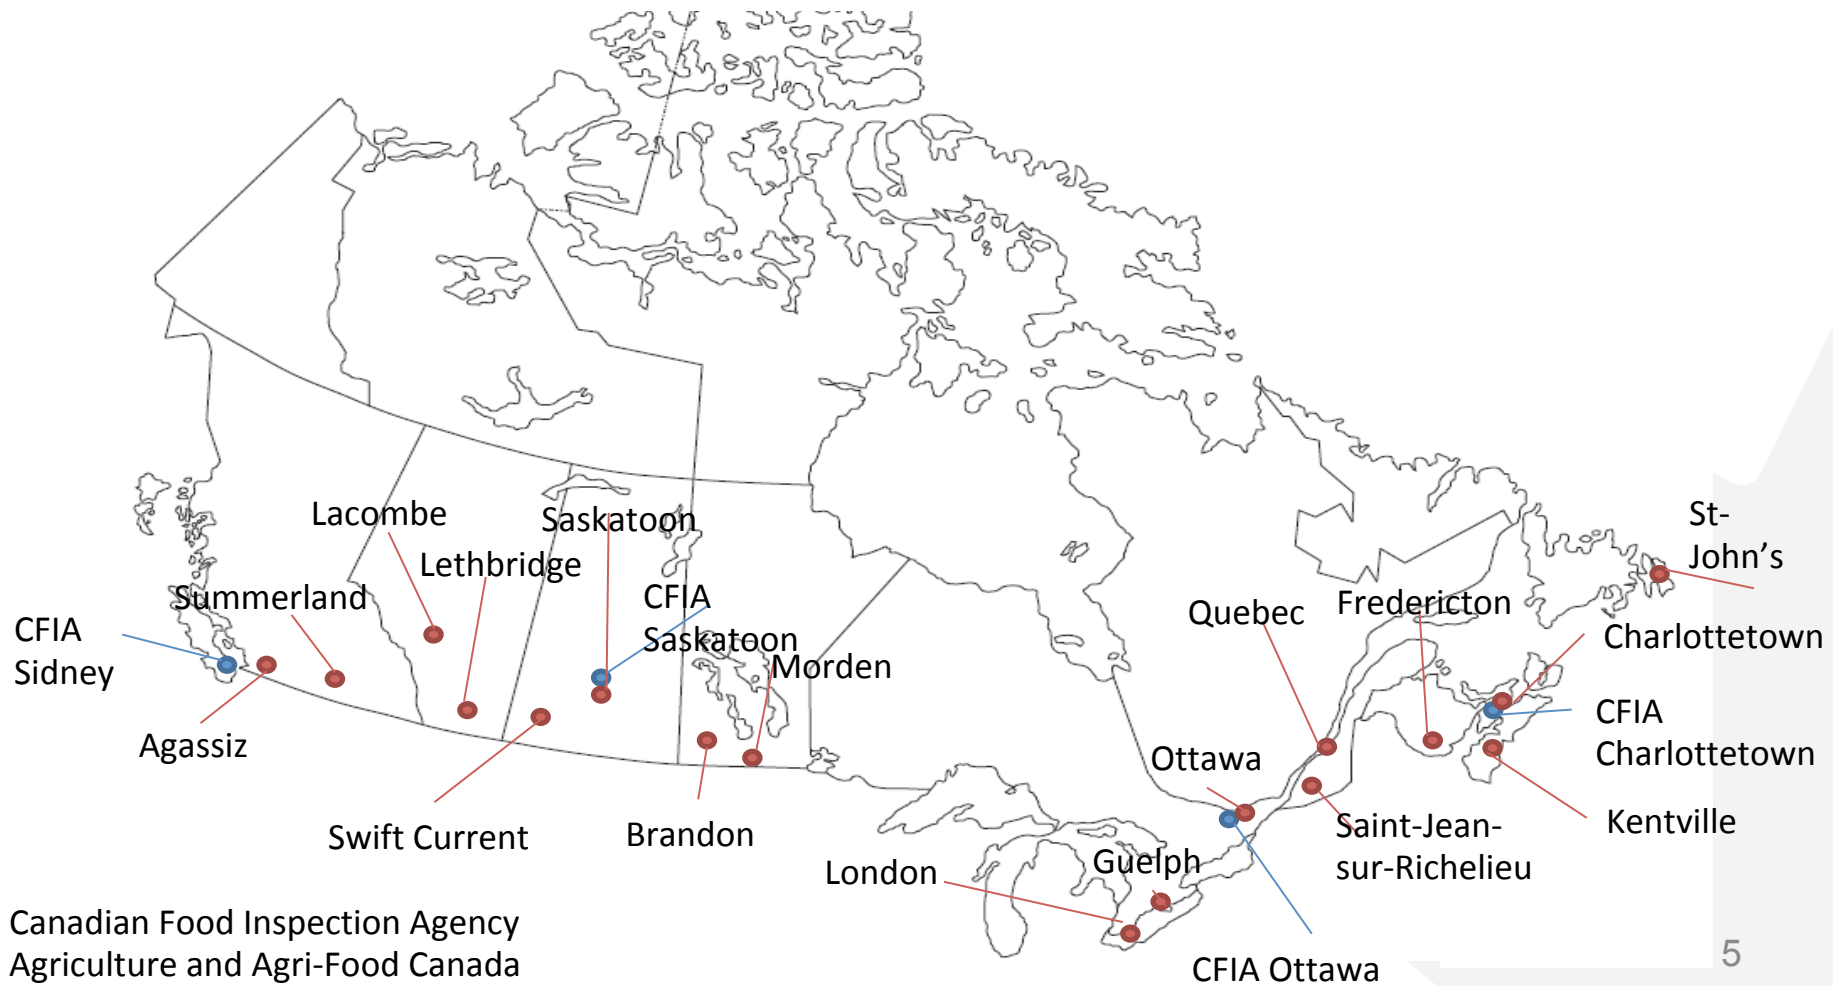 Lacombe
Saskatoon
St-
John's
Lethbridge
Summerland
CFIA
Saskatoon
Quebec
Fredericton
CFIA
Sidney
Charlottetown
Morden
Agassiz
CFIA
Charlottetown
Ottawa
Swift Current
Brandon
Saint-Jean-
sur-Richelieu
Kentville
London
Guelph
Canadian Food Inspection Agency
Agriculture and Agri-Food Canada
CFIA Ottawa
5